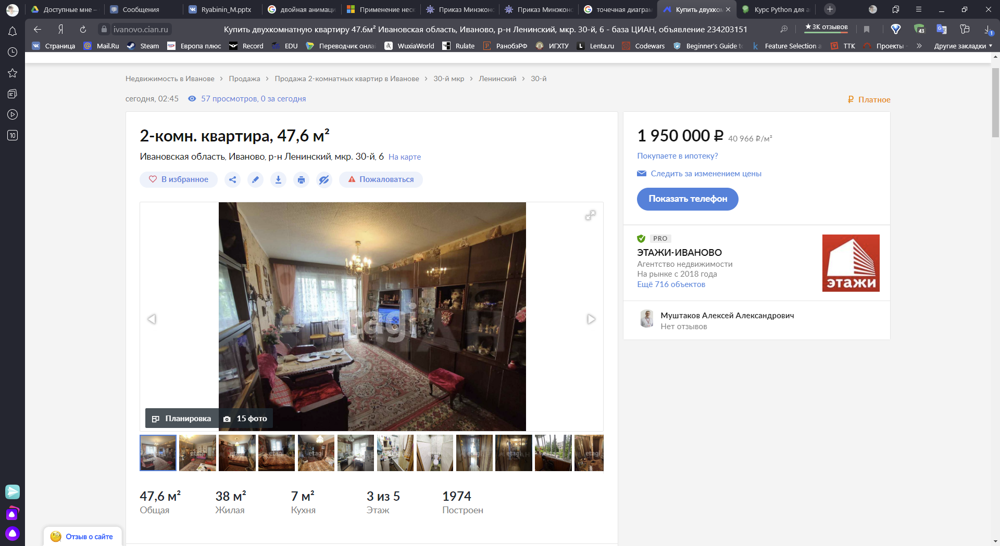 Доступные мне –
Сообщения
Ryabinin_M.pptx
двойная анимаци
Применение неск
Приказ Минэконо
Приказ Минэконо
точечная диаграм
Купить двухком
Курс Python для а
ivanovo.cian.ru
Купить двухкомнатную квартиру 47.6м² Ивановская область, Иваново, р-н Ленинский, мкр. 30-й, 6 - база ЦИАН, объявление 234203151
★3K отзывов
43
1
Страница
Mail.Ru
Steam
Европа плюс
Record
EDU
Переводчик онла
WuxiaWorld
Rulate
РанобэРФ
ИГХТУ
Lenta.ru
Codewars
Beginner's Guide to
Feature Selection a
ТТК
Проекты -
»
Другие закладки
10
Недвижимость в Иванове > Продажа > Продажа 2-комнатных квартир в Иванове > 30-й мкр > Ленинский > 30-й
сегодня, 02:45 57 просмотров, 0 за сегодня
₽ Платное
2-комн. квартира, 47,6 м²
Ивановская область, Иваново, р-н Ленинский, мкр. 30-й, 6 На карте
В избранное
Пожаловаться
etagi
Планировка
15 фото
47,6 м²
Общая
38 м²
Жилая
7 м²
Кухня
3 из 5
Этаж
1974
Построен
1 950 000 ₽ 40 966 ₽/м²
Покупаете в ипотеку?
Следить за изменением цены
Показать телефон
PRO
ЭТАЖИ-ИВАНОВО
Агентство недвижимости
На рынке с 2018 года
Ещё 716 объектов
этажи
Муштаков Алексей Александрович
Нет отзывов
Отзыв о сайте